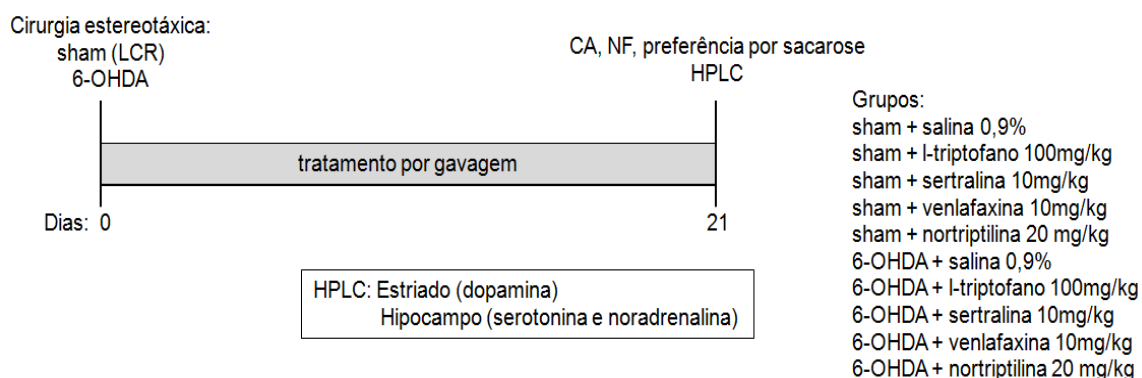 Cirurgia estereotáxica:
sham (LCR)
6-OHDA
CA, NF, preferência por sacarose
HPLC
tratamento por gavagem
Dias: 0
21
HPLC: Estriado (dopamina)
Hipocampo (serotonina e noradrenalina)
Grupos:
sham + salina 0,9%
sham + l-triptofano 100mg/kg
sham + sertralina 10mg/kg
sham + venlafaxina 10mg/kg
sham + nortriptilina 20 mg/kg
6-OHDA + salina 0,9%
6-OHDA + l-triptofano 100mg/kg
6-OHDA + sertralina 10mg/kg
6-OHDA + venlafaxina 10mg/kg
6-OHDA + nortriptilina 20 mg/kg